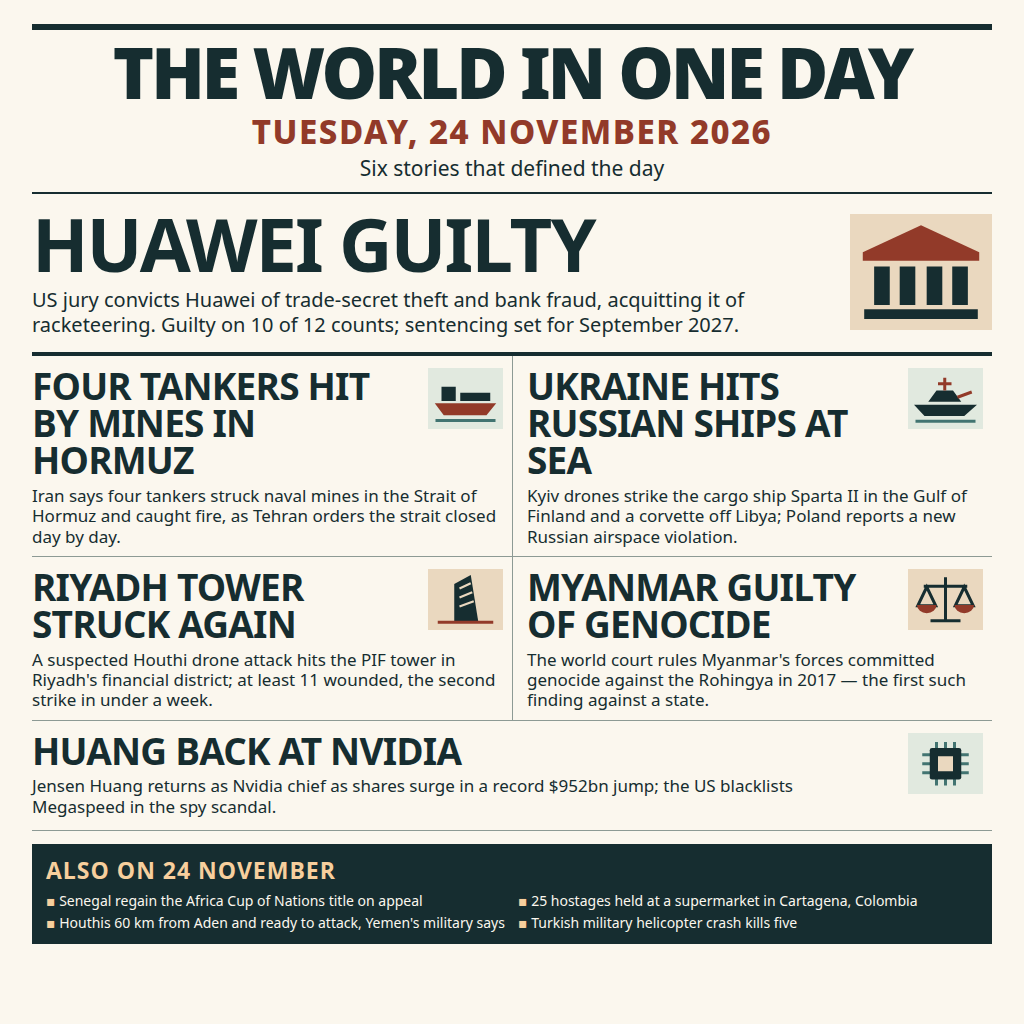 THE WORLD IN ONE DAY
TUESDAY, 24 NOVEMBER 2026
Six stories that defined the day
HUAWEI GUILTY
US jury convicts Huawei of trade-secret theft and bank fraud, acquitting it of
racketeering. Guilty on 10 of 12 counts; sentencing set for September 2027.
FOUR TANKERS HIT
BY MINES IN
HORMUZ
Iran says four tankers struck naval mines in the Strait of
Hormuz and caught fire, as Tehran orders the strait closed
day by day.
UKRAINE HITS
RUSSIAN SHIPS AT
SEA
Kyiv drones strike the cargo ship Sparta II in the Gulf of
Finland and a corvette off Libya; Poland reports a new
Russian airspace violation.
RIYADH TOWER
STRUCK AGAIN
A suspected Houthi drone attack hits the PIF tower in
Riyadh's financial district; at least 11 wounded, the second
strike in under a week.
MYANMAR GUILTY
OF GENOCIDE
The world court rules Myanmar's forces committed
genocide against the Rohingya in 2017 — the first such
finding against a state.
HUANG BACK AT NVIDIA
Jensen Huang returns as Nvidia chief as shares surge in a record $952bn jump; the US blacklists
Megaspeed in the spy scandal.
ALSO ON 24 NOVEMBER
■ Senegal regain the Africa Cup of Nations title on appeal
■ Houthis 60 km from Aden and ready to attack, Yemen's military says
■ 25 hostages held at a supermarket in Cartagena, Colombia
■ Turkish military helicopter crash kills five